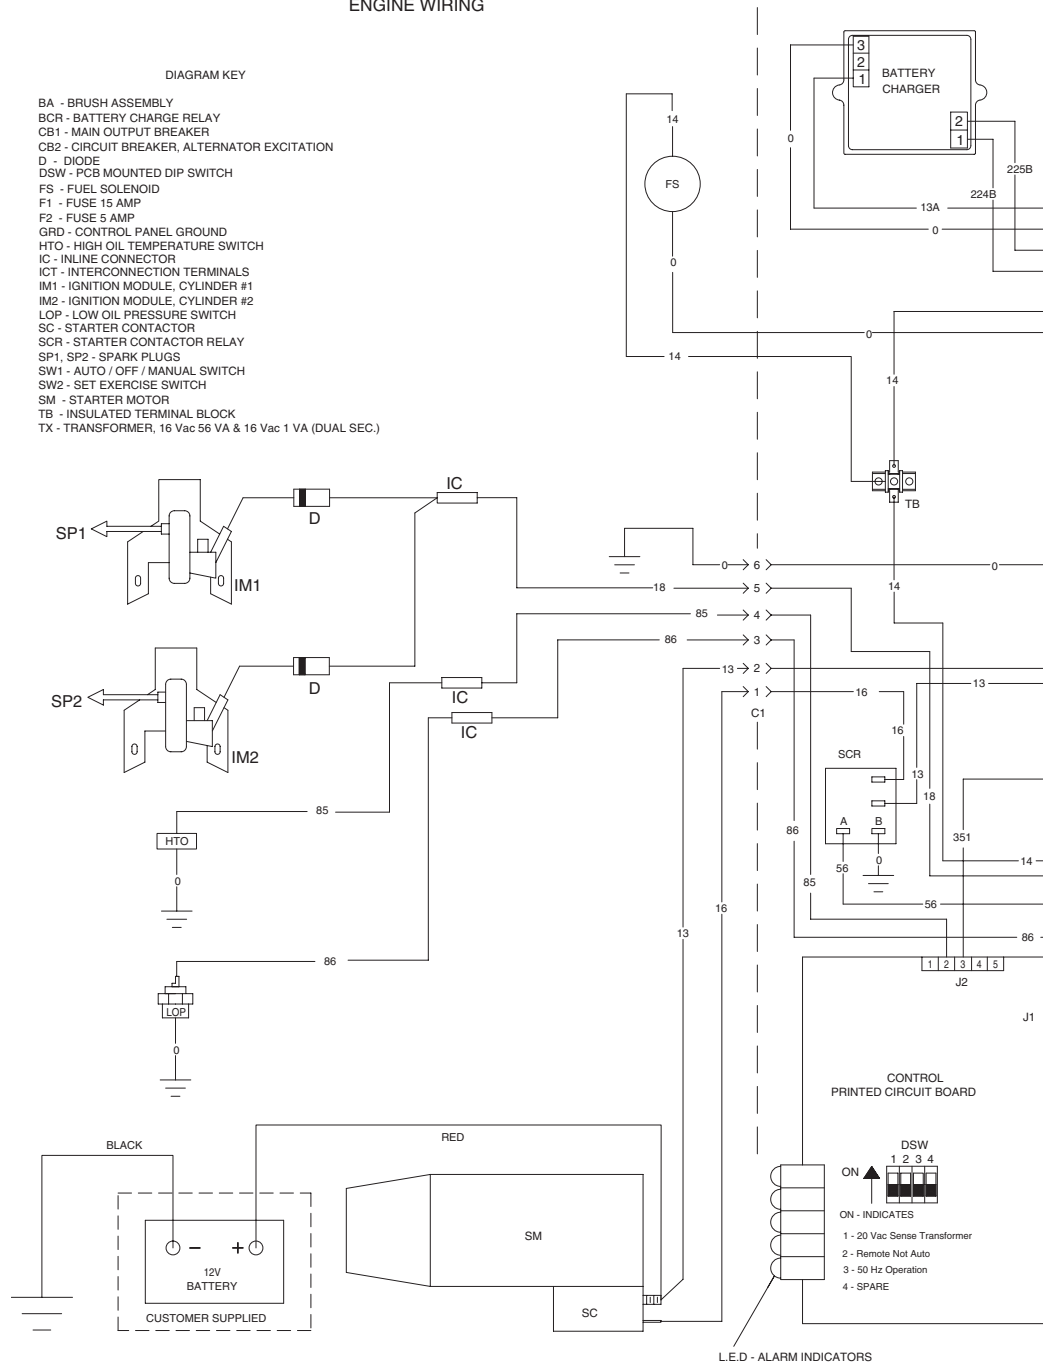 ENGINE WIRING
DIAGRAM KEY
BA - BRUSH ASSEMBLY
BCR - BATTERY CHARGE RELAY
CB1 - MAIN OUTPUT BREAKER
CB2 - CIRCUIT BREAKER, ALTERNATOR EXCITATION
D - DIODE
DSW - PCB MOUNTED DIP SWITCH
FS - FUEL SOLENOID
F1 - FUSE 15 AMP
F2 - FUSE 5 AMP
GRD - CONTROL PANEL GROUND
HTO - HIGH OIL TEMPERATURE SWITCH
IC - INLINE CONNECTOR
ICT - INTERCONNECTION TERMINALS
IM1 - IGNITION MODULE, CYLINDER #1
IM2 - IGNITION MODULE, CYLINDER #2
LOP - LOW OIL PRESSURE SWITCH
SC - STARTER CONTACTOR
SCR - STARTER CONTACTOR RELAY
SP1, SP2 - SPARK PLUGS
SW1 - AUTO / OFF / MANUAL SWITCH
SW2 - SET EXERCISE SWITCH
SM - STARTER MOTOR
TB - INSULATED TERMINAL BLOCK
TX - TRANSFORMER, 16 Vac 56 VA & 16 Vac 1 VA (DUAL SEC.)
3
2
1
BATTERY
CHARGER
2
1
0
225B
224B
13A
0
14
FS
0
0
14
14
TB
14
IC
D
SP1
IM1
0
6
0
18
5
85
4
86
3
13
2
13
1
16
C1
D
IC
IC
SP2
IM2
16
SCR
13
18
A
B
86
351
56
0
14
85
56
16
13
86
85
HTO
0
86
LOP
0
1 2 3 4 5
J2
J1
CONTROL
PRINTED CIRCUIT BOARD
DSW
1 2 3 4
ON
ON - INDICATES
1 - 20 Vac Sense Transformer
2 - Remote Not Auto
3 - 50 Hz Operation
4 - SPARE
BLACK
RED
- +
12V
BATTERY
CUSTOMER SUPPLIED
SM
SC
L.E.D - ALARM INDICATORS